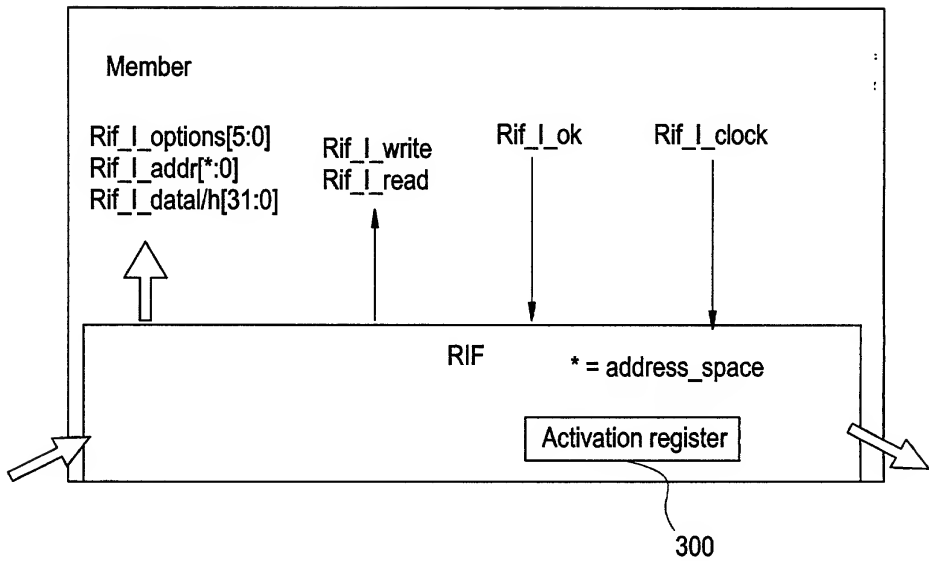 Member
Rif_I_options[5:0]
Rif_I_addr[*:0]
Rif_I_datal/h[31:0]
Rif_I_write
Rif_I_read
Rif_I_ok
Rif_I_clock
RIF
* = address_space
Activation register
300